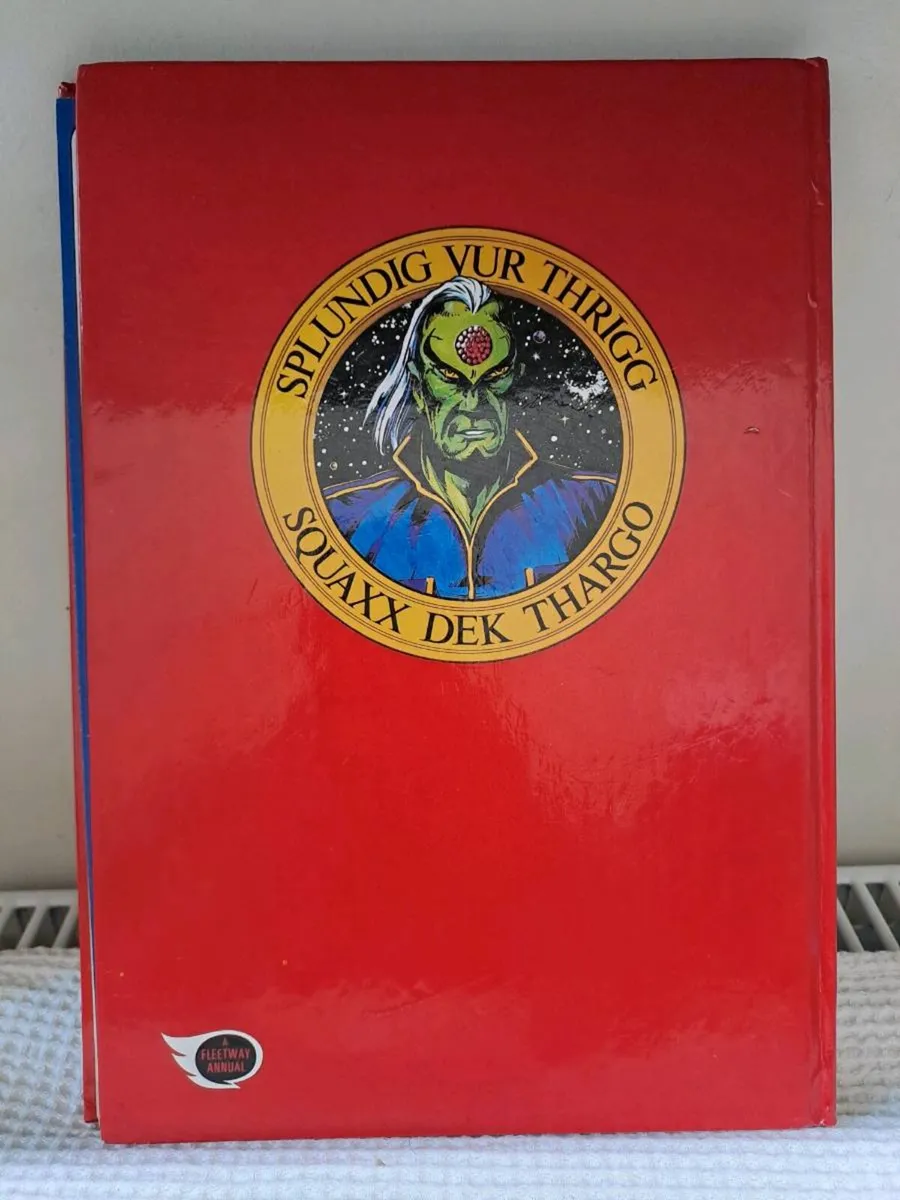 SPLUNDIG VUR THRIGG
SQUAXX DEK THARGO
A
FLEETWAY
ANNUAL